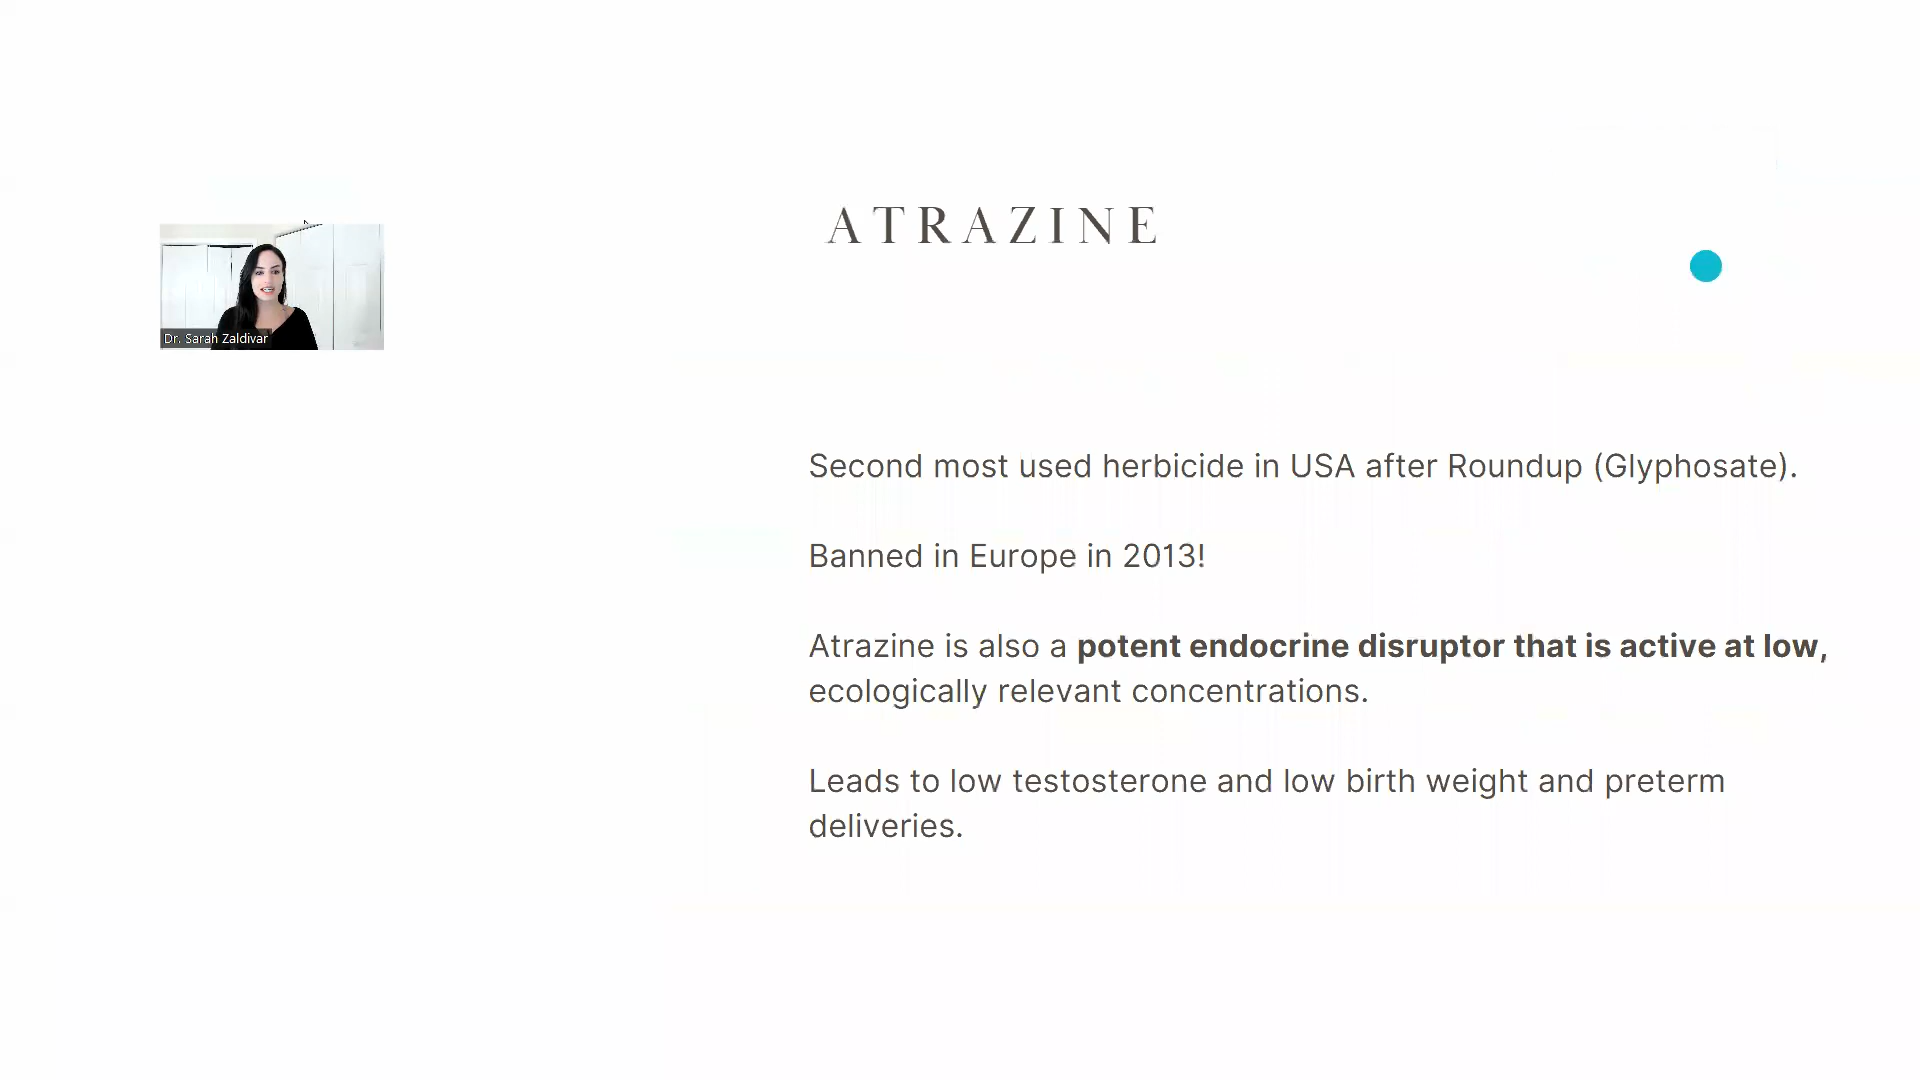 ATRAZINE
Dr. Sarah Zaldivar
Second most used herbicide in USA after Roundup (Glyphosate).
Banned in Europe in 2013!
Atrazine is also a potent endocrine disruptor that is active at low,
ecologically relevant concentrations.
Leads to low testosterone and low birth weight and preterm
deliveries.